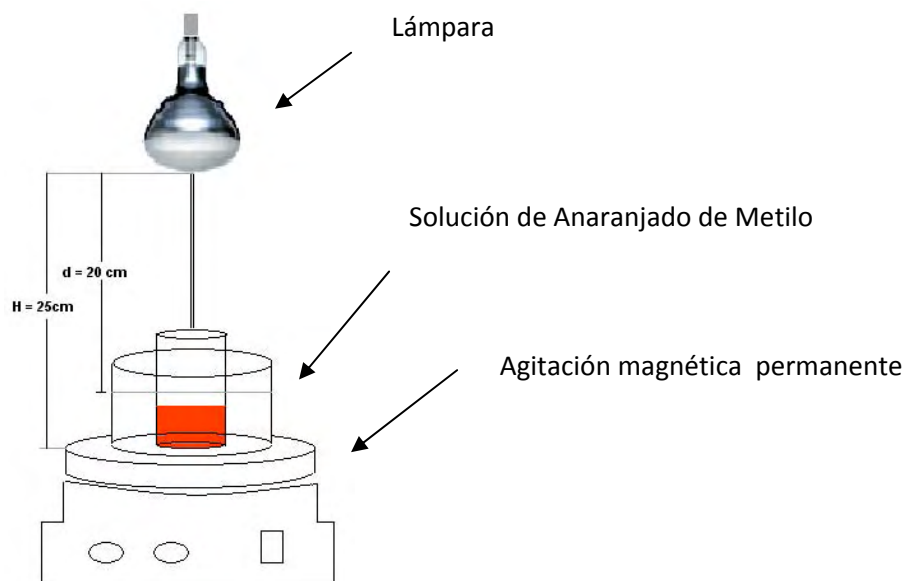 Lámpara
Solución de Anaranjado de Metilo
d = 20 cm
H = 25cm
Agitación magnética permanente